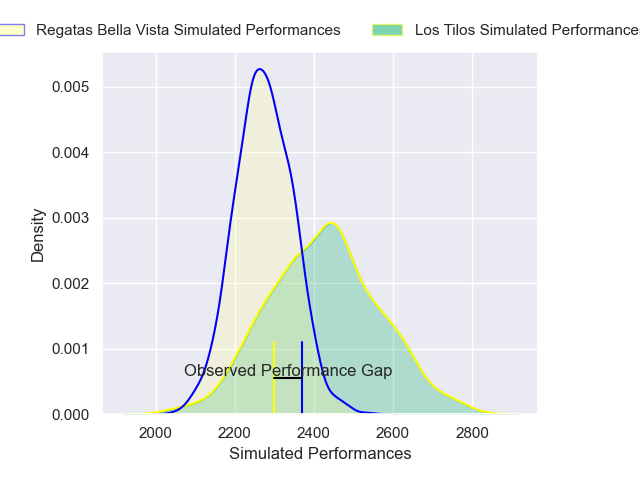 Regatas Bella Vista Simulated Performances
Los Tilos Simulated Performance
0.005
0.004
0.003
0.002
0.001
0.000
Density
Observed Performance Gap
2000 2200 2400 2600 2800
Simulated Performances